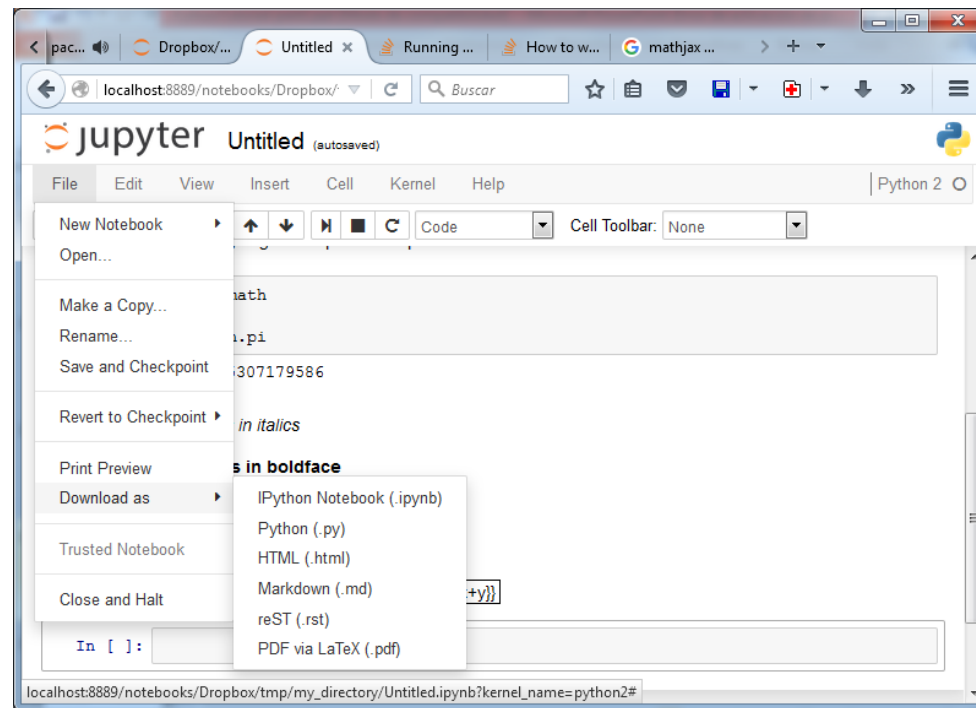 pac...
Dropbox/...
Untitled
Running ...
How to w...
mathjax ...
localhost:8889/notebooks/Dropbox/
Buscar
jupyter Untitled (autosaved)
File Edit View Insert Cell Kernel Help Python 2
Code Cell Toolbar: None
New Notebook
Open...
Make a Copy...
Rename...
Save and Checkpoint
Revert to Checkpoint
Print Preview
Download as
Trusted Notebook
Close and Halt
.pi
307179586
in italics
s in boldface
IPython Notebook (.ipynb)
Python (.py)
HTML (.html)
Markdown (.md)
reST (.rst)
PDF via LaTeX (.pdf)
+y}}
In [ ]:
localhost:8889/notebooks/Dropbox/tmp/my_directory/Untitled.ipynb?kernel_name=python2#